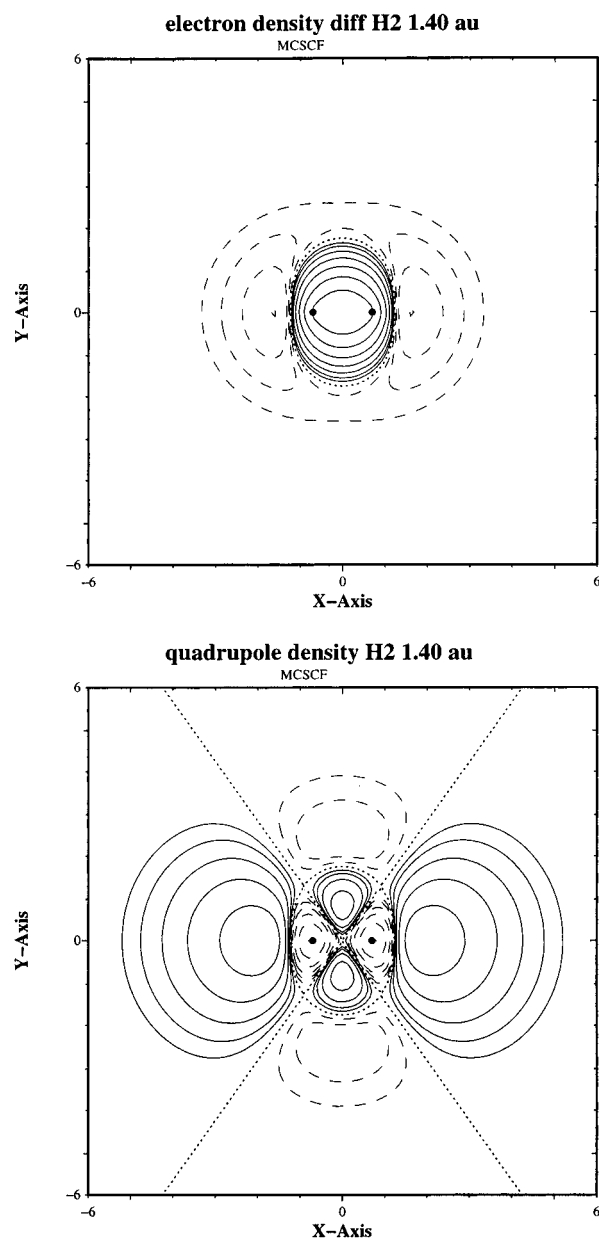 electron density diff H2 1.40 au
MCSCF
6
Y–Axis
0
−6
−6
0
6
X–Axis
quadrupole density H2 1.40 au
MCSCF
6
Y–Axis
0
−6
−6
0
6
X–Axis